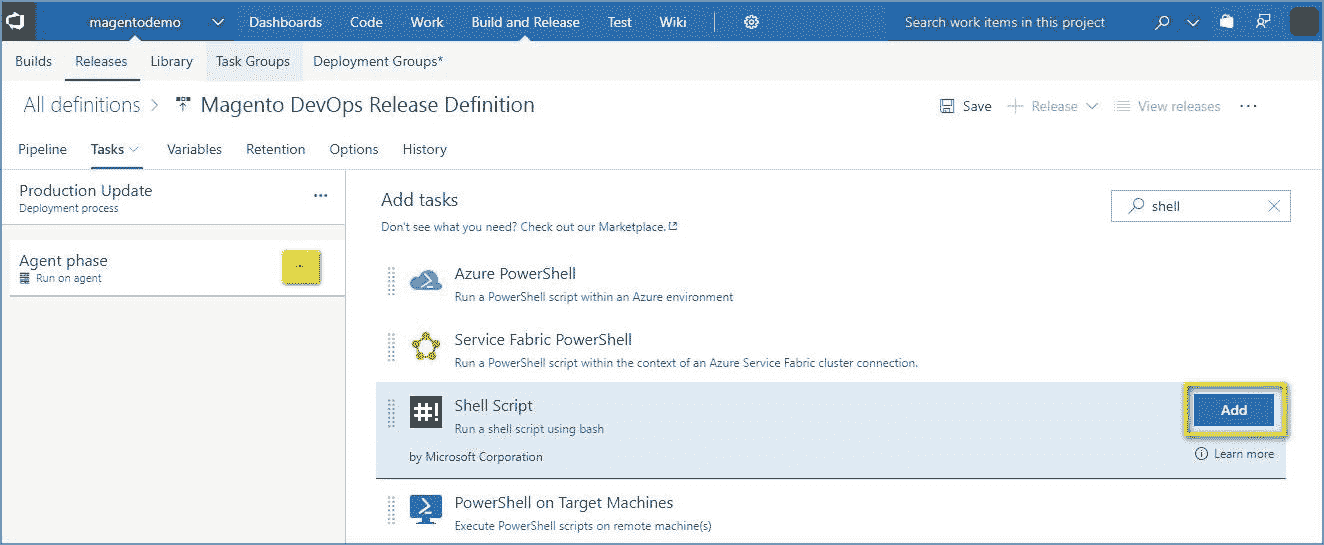 magentodemo Dashboards Code Work Build and Release Test Wiki Search work items in this project
Builds Releases Library Task Groups Deployment Groups*
All definitions > Magento DevOps Release Definition Save + Release View releases ...
Pipeline Tasks Variables Retention Options History
Production Update ...
Deployment process
Agent phase ...
Run on agent
Add tasks
shell
Don't see what you need? Check out our Marketplace.
Azure PowerShell
Run a PowerShell script within an Azure environment
Service Fabric PowerShell
Run a PowerShell script within the context of an Azure Service Fabric cluster connection.
#!
Shell Script
Add
Run a shell script using bash
by Microsoft Corporation
Learn more
PowerShell on Target Machines
Execute PowerShell scripts on remote machine(s)